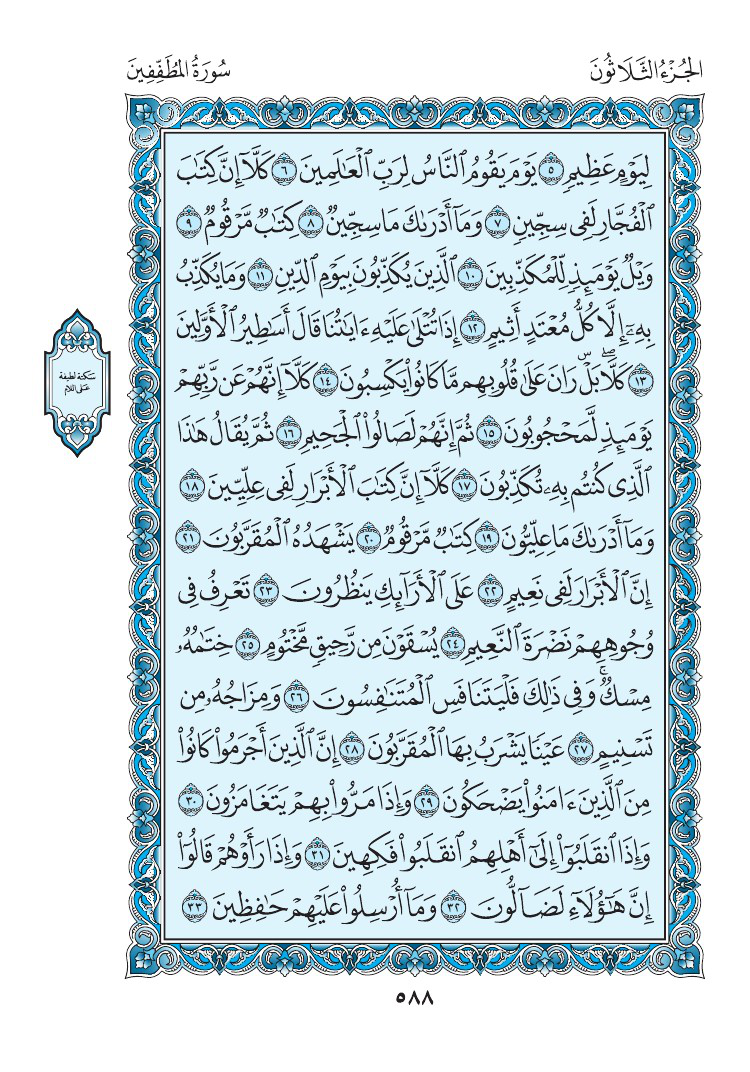 الجُزْءُ الثَّلَاثُونَ
سُورَةُ المُطَفِّفِينَ
لِيَوْمٍ عَظِيمٍ ٥ يَوْمَ يَقُومُ ٱلنَّاسُ لِرَبِّ ٱلْعَٰلَمِينَ ٦ كَلَّآ إِنَّ كِتَٰبَ
ٱلْفُجَّارِ لَفِى سِجِّينٍ ٧ وَمَآ أَدْرَىٰكَ مَا سِجِّينٌ ٨ كِتَٰبٌ مَّرْقُومٌ ٩
وَيْلٌ يَوْمَئِذٍ لِّلْمُكَذِّبِينَ ١٠ ٱلَّذِينَ يُكَذِّبُونَ بِيَوْمِ ٱلدِّينِ ١١ وَمَا يُكَذِّبُ
بِهِۦٓ إِلَّا كُلُّ مُعْتَدٍ أَثِيمٍ ١٢ إِذَا تُتْلَىٰ عَلَيْهِ ءَايَٰتُنَا قَالَ أَسَٰطِيرُ ٱلْأَوَّلِينَ
١٣ كَلَّا ۖ بَلْ ۜ رَانَ عَلَىٰ قُلُوبِهِم مَّا كَانُوا۟ يَكْسِبُونَ ١٤ كَلَّآ إِنَّهُمْ عَن رَّبِّهِمْ
يَوْمَئِذٍ لَّمَحْجُوبُونَ ١٥ ثُمَّ إِنَّهُمْ لَصَالُوا۟ ٱلْجَحِيمِ ١٦ ثُمَّ يُقَالُ هَٰذَا
ٱلَّذِى كُنتُم بِهِۦ تُكَذِّبُونَ ١٧ كَلَّآ إِنَّ كِتَٰبَ ٱلْأَبْرَارِ لَفِى عِلِّيِّينَ ١٨
وَمَآ أَدْرَىٰكَ مَا عِلِّيُّونَ ١٩ كِتَٰبٌ مَّرْقُومٌ ٢٠ يَشْهَدُهُ ٱلْمُقَرَّبُونَ ٢١
إِنَّ ٱلْأَبْرَارَ لَفِى نَعِيمٍ ٢٢ عَلَى ٱلْأَرَآئِكِ يَنظُرُونَ ٢٣ تَعْرِفُ فِى
وُجُوهِهِمْ نَضْرَةَ ٱلنَّعِيمِ ٢٤ يُسْقَوْنَ مِن رَّحِيقٍ مَّخْتُومٍ ٢٥ خِتَٰمُهُۥ
مِسْكٌ ۚ وَفِى ذَٰلِكَ فَلْيَتَنَافَسِ ٱلْمُتَنَٰفِسُونَ ٢٦ وَمِزَاجُهُۥ مِن
تَسْنِيمٍ ٢٧ عَيْنًا يَشْرَبُ بِهَا ٱلْمُقَرَّبُونَ ٢٨ إِنَّ ٱلَّذِينَ أَجْرَمُوا۟ كَانُوا۟
مِنَ ٱلَّذِينَ ءَامَنُوا۟ يَضْحَكُونَ ٢٩ وَإِذَا مَرُّوا۟ بِهِمْ يَتَغَامَزُونَ ٣٠
وَإِذَا ٱنقَلَبُوٓا۟ إِلَىٰٓ أَهْلِهِمُ ٱنقَلَبُوا۟ فَكِهِينَ ٣١ وَإِذَا رَأَوْهُمْ قَالُوٓا۟
إِنَّ هَٰٓؤُلَآءِ لَضَآلُّونَ ٣٢ وَمَآ أُرْسِلُوا۟ عَلَيْهِمْ حَٰفِظِينَ ٣٣
سكتة لطيفة
على اللام
٥٨٨